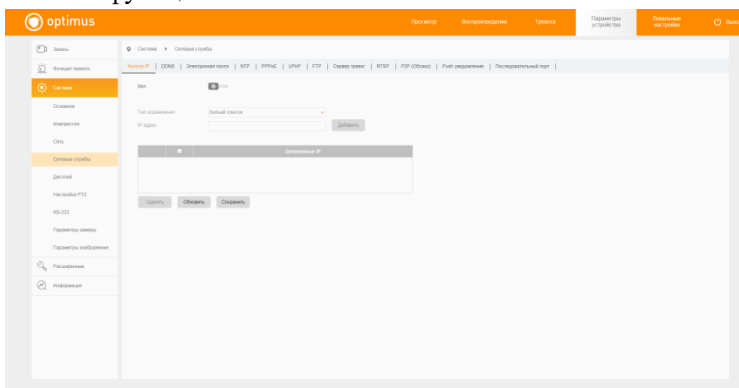 optimus
Просмотр Воспроизведение Тревога Параметры устройства Локальные настройки
Запись
Функция тревоги
Система
Основное
Компрессия
Сеть
Сетевые службы
Дисплей
Настройка PTZ
RS-232
Параметры камеры
Параметры изображения
Расширенные
Информация
Система Сетевые службы
Фильтр IP | DDNS | Электронная почта | NTP | PPPoE | UPnP | FTP | Сервер тревог | RTSP | P2P (Облако) | Push уведомление | Последовательный порт |
Вкл
Тип ограничения Белый список
IP адрес Добавить
Дозволенные IP
Удалить Обновить Сохранить